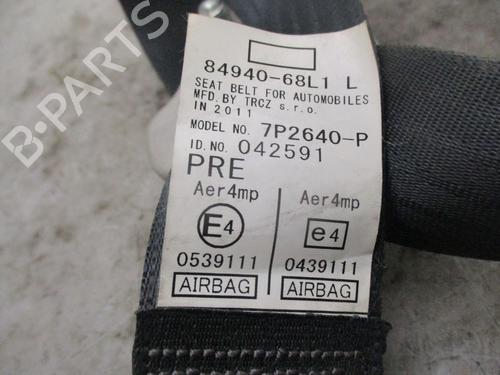 84940-68L1 L
SEAT BELT FOR AUTOMOBILES
MFD. BY TRCZ s.r.o.
IN 2011
MODEL NO. 7P2640-P
ID. NO. 042591
PRE
Aer4mp Aer4mp
E4 e4
0539111 0439111
AIRBAG AIRBAG